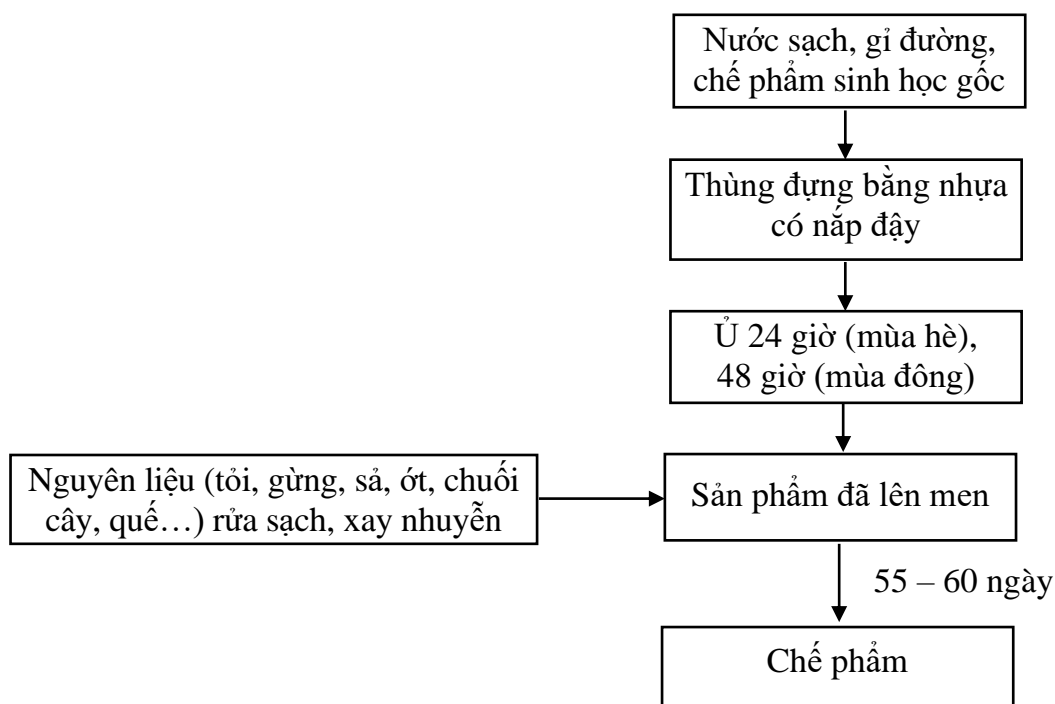 Nước sạch, gỉ đường,
chế phẩm sinh học gốc
Thùng đựng bằng nhựa
có nắp đậy
Ủ 24 giờ (mùa hè),
48 giờ (mùa đông)
Nguyên liệu (tỏi, gừng, sả, ớt, chuối
cây, quế…) rửa sạch, xay nhuyễn
Sản phẩm đã lên men
55 – 60 ngày
Chế phẩm